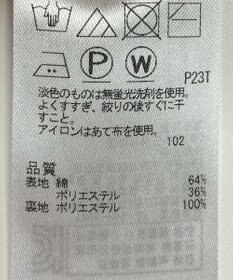 P
W
P23T
淡色のものは無蛍光洗剤を使用。
よくすすぎ、絞りの後すぐに干
すこと。
アイロンはあて布を使用。
102
品質
表地 綿 64%
ポリエステル 36%
裏地 ポリエステル 100%